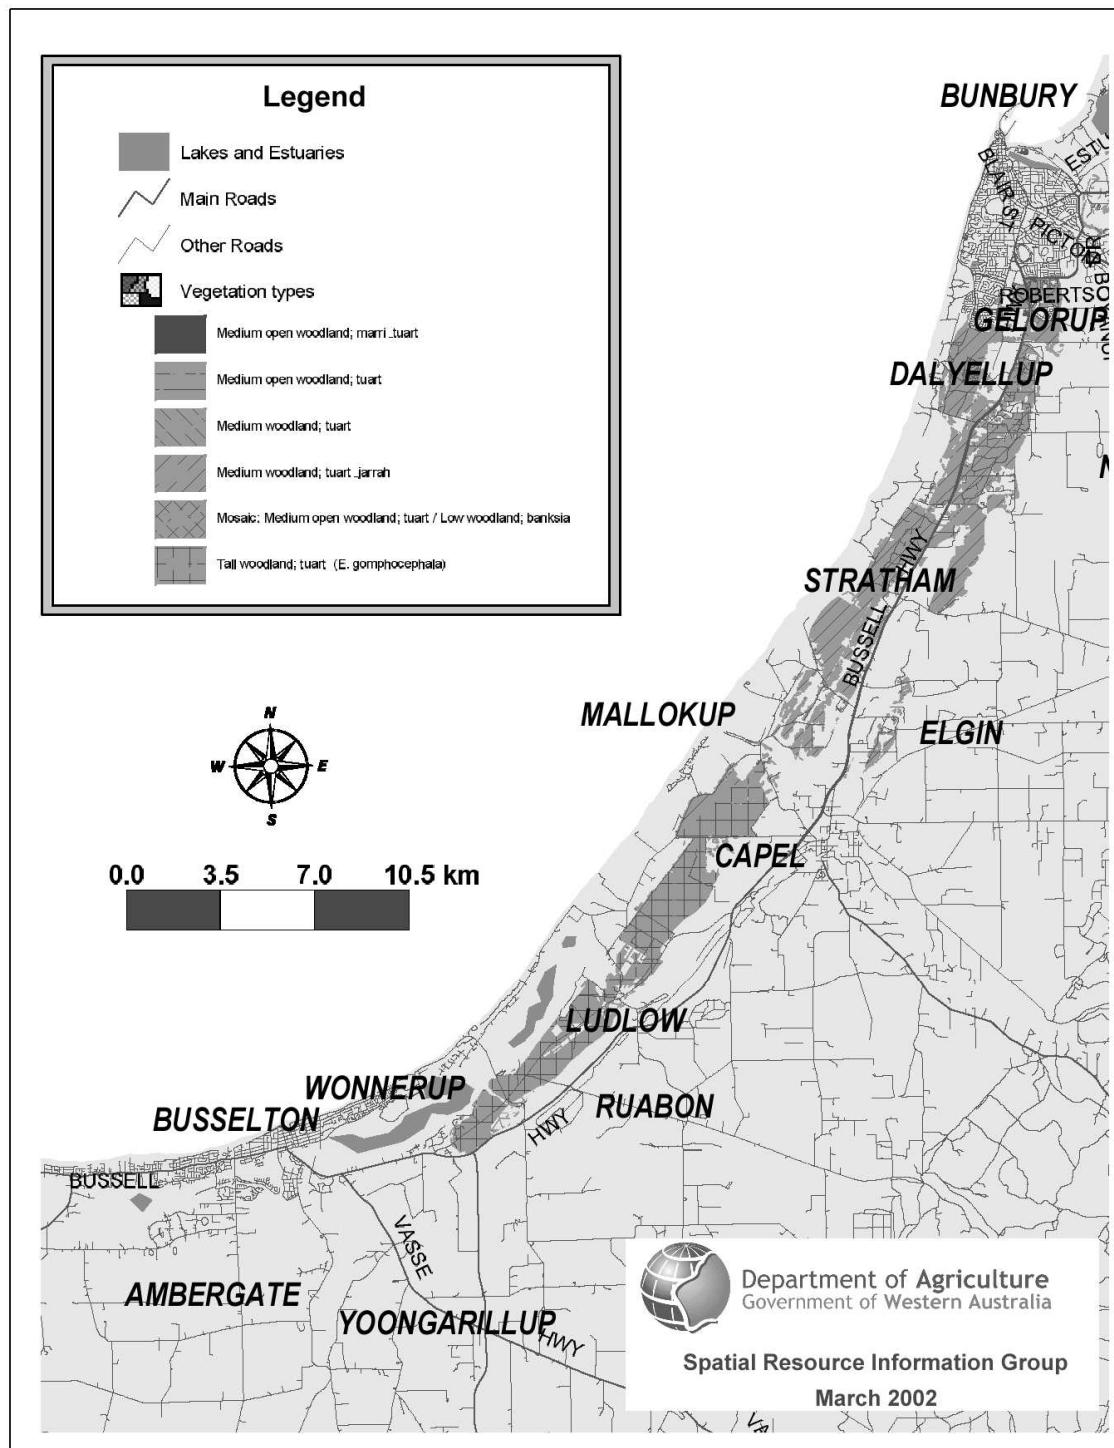 Legend
Lakes and Estuaries
Main Roads
Other Roads
Vegetation types
Medium open woodland; marri_tuart
Medium open woodland; tuart
Medium woodland; tuart
Medium woodland; tuart_jarrah
Mosaic: Medium open woodland; tuart / Low woodland; banksia
Tall woodland; tuart (E. gomphocephala)
BUNBURY
ESTU
BLAIR ST
PICTON
ROBERTSO
GELORUP
DALYELLUP
STRATHAM
HWY
BUSSELL
MALLOKUP
ELGIN
N
W
E
S
0.0 3.5 7.0 10.5 km
CAPEL
LUDLOW
WONNERUP
BUSSELTON
RUABON
HWY
BUSSELL
VASSE
AMBERGATE
YOONGARILLUP
HWY
Department of Agriculture
Government of Western Australia
Spatial Resource Information Group
March 2002